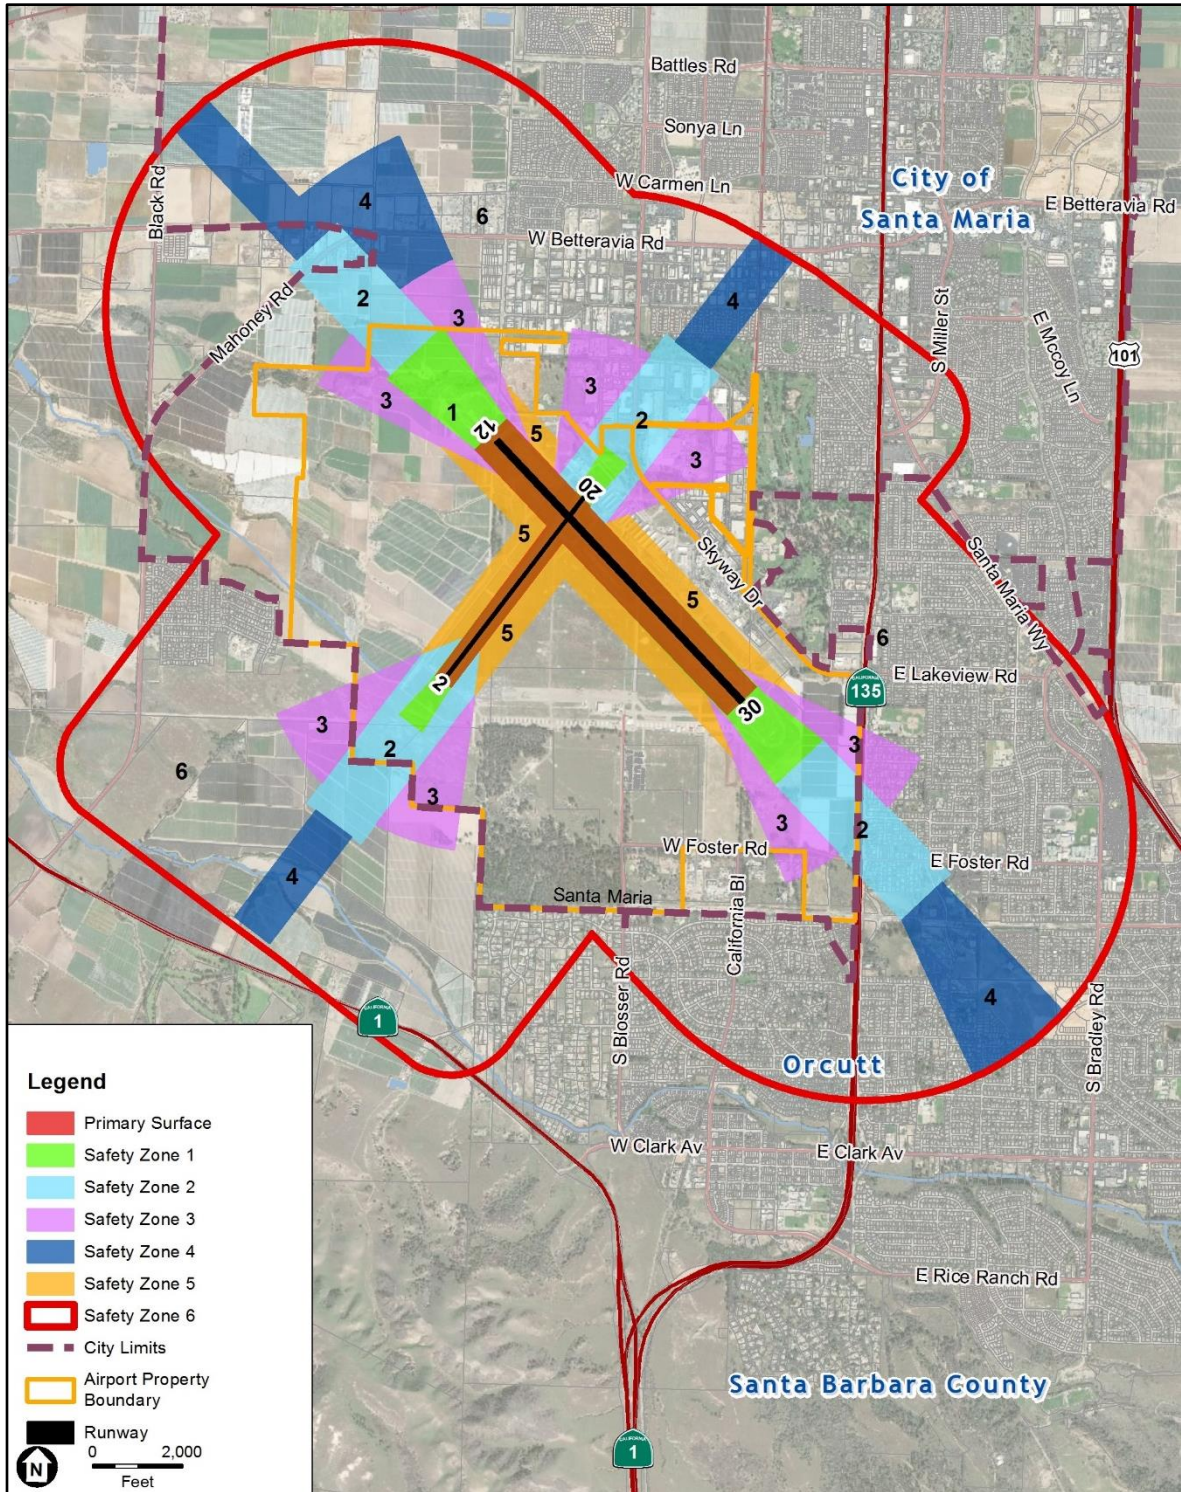 Battles Rd
Sonya Ln
W Carmen Ln
City of
Santa Maria
E Betteravia Rd
Black Rd
4
6
W Betteravia Rd
2
4
Mahoney Rd
3
S Miller St
E Mccoy Ln
101
3
3
1
2
12
5
3
20
5
Skyway Dr
5
Santa Maria Wy
5
6
E Lakeview Rd
CALIFORNIA
135
2
30
3
2
3
6
3
3
2
W Foster Rd
E Foster Rd
4
Santa Maria
California Bl
S Blosser Rd
4
CALIFORNIA
1
S Bradley Rd
Orcutt
W Clark Av
E Clark Av
E Rice Ranch Rd
Santa Barbara County
CALIFORNIA
1
Legend
Primary Surface
Safety Zone 1
Safety Zone 2
Safety Zone 3
Safety Zone 4
Safety Zone 5
Safety Zone 6
City Limits
Airport Property
Boundary
Runway
N
0 2,000
Feet